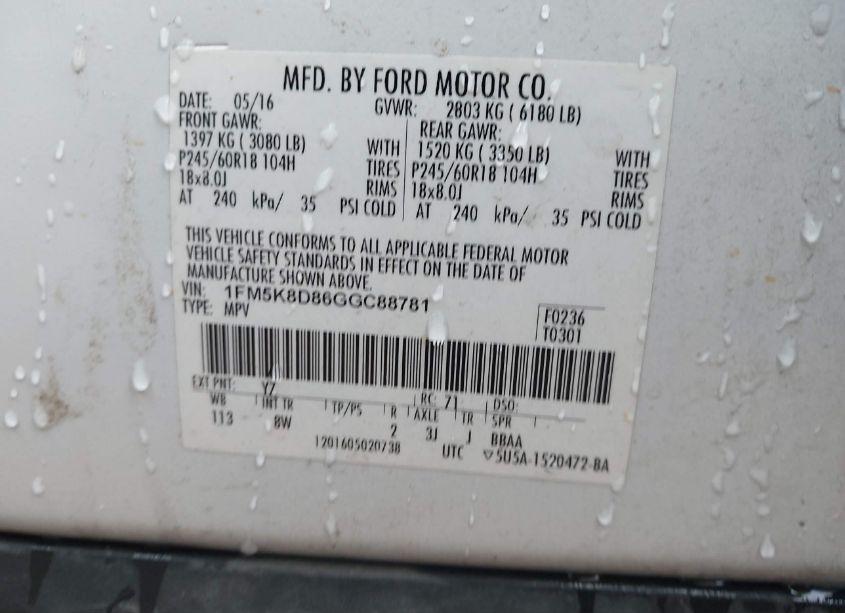 MFD. BY FORD MOTOR CO.
DATE: 05/16 GVWR: 2803 KG ( 6180 LB)
FRONT GAWR: REAR GAWR:
1397 KG ( 3080 LB) WITH 1520 KG ( 3350 LB) WITH
P245/60R18 104H TIRES P245/60R18 104H TIRES
18x8.0J RIMS 18x8.0J RIMS
AT 240 kPa/ 35 PSI COLD AT 240 kPa/ 35 PSI COLD
THIS VEHICLE CONFORMS TO ALL APPLICABLE FEDERAL MOTOR
VEHICLE SAFETY STANDARDS IN EFFECT ON THE DATE OF
MANUFACTURE SHOWN ABOVE.
VIN: 1FM5K8D86GGC88781
TYPE: MPV
F0236
T0301
EXT PNT: YZ RC: 71 DSO:
WB INT TR TP/PS R AXLE TR SPR
113 8W 2 3J J BBAA
1201605020738 UTC ▽5U5A-1520472-BA